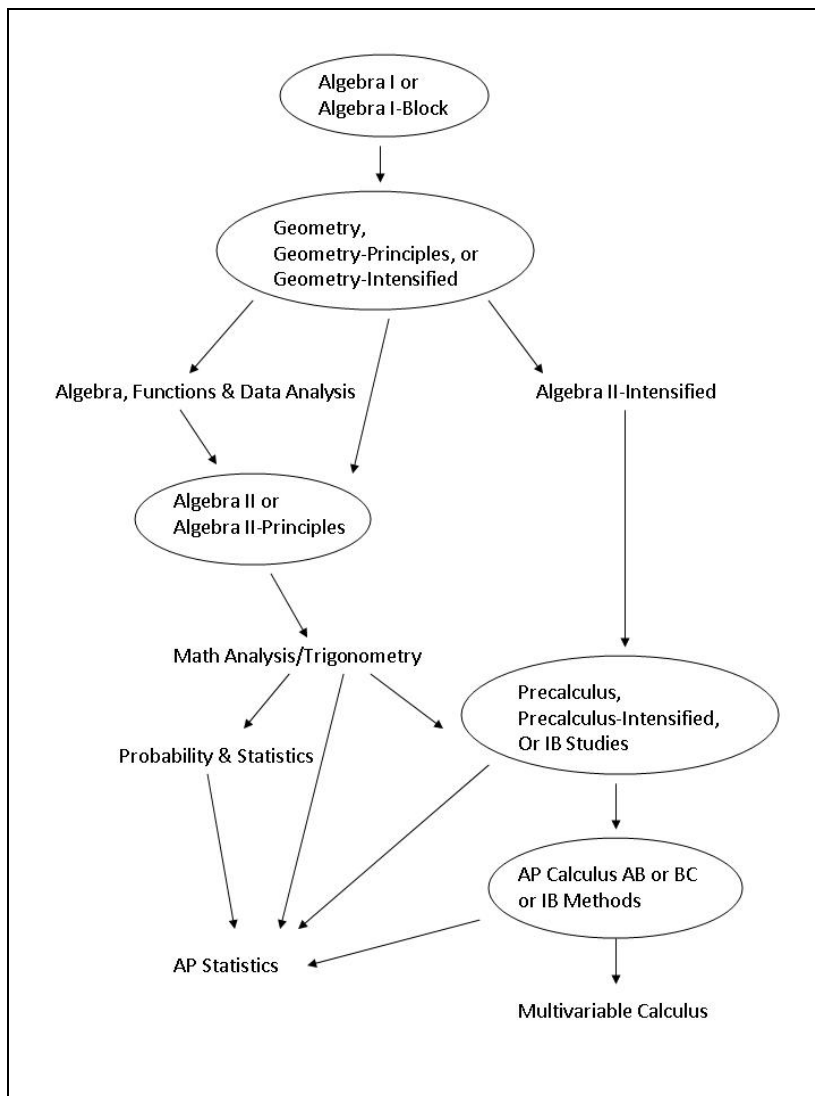 Algebra I or
Algebra I-Block
Geometry,
Geometry-Principles, or
Geometry-Intensified
Algebra, Functions & Data Analysis
Algebra II-Intensified
Algebra II or
Algebra II-Principles
Math Analysis/Trigonometry
Precalculus,
Precalculus-Intensified,
Or IB Studies
Probability & Statistics
AP Calculus AB or BC
or IB Methods
AP Statistics
Multivariable Calculus